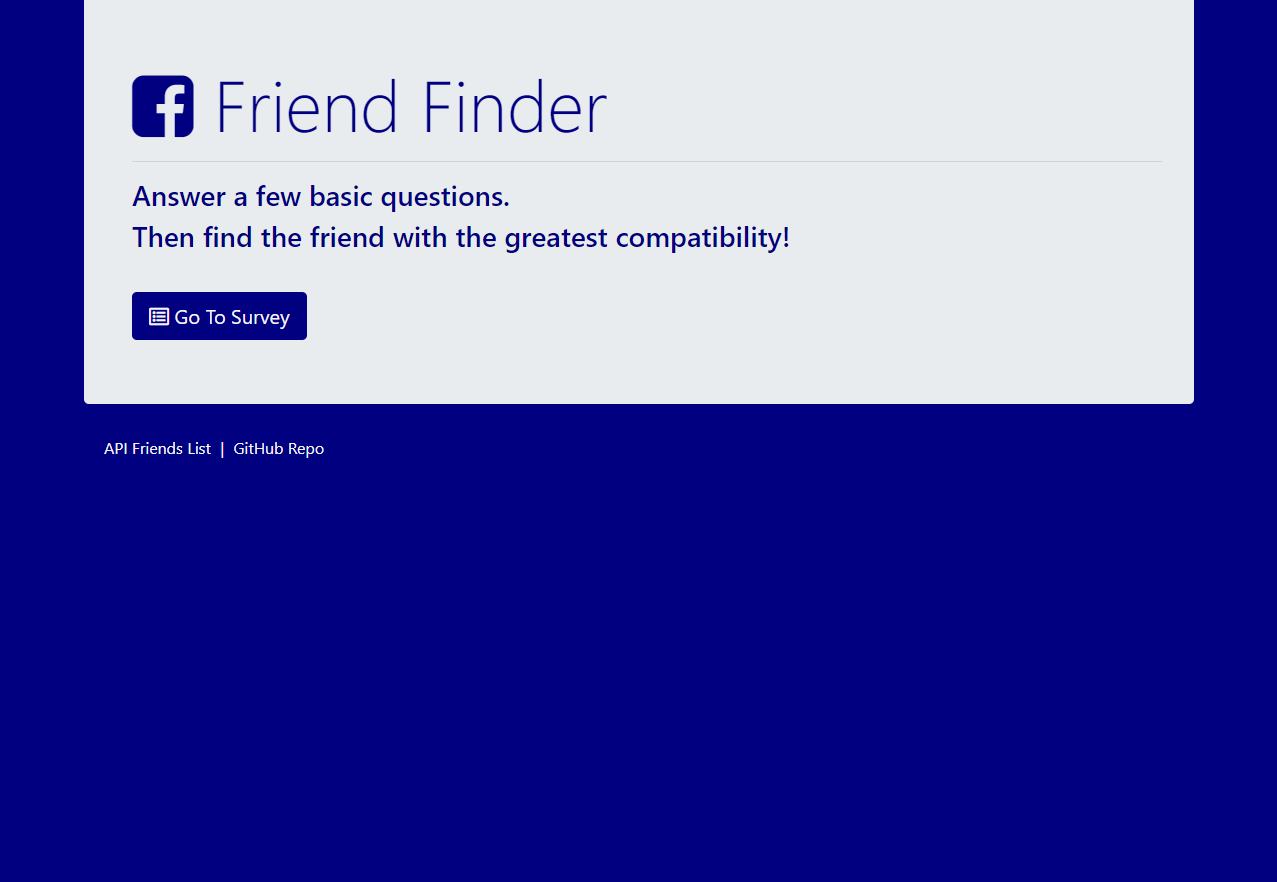 Friend Finder
Answer a few basic questions.
Then find the friend with the greatest compatibility!
Go To Survey
API Friends List | GitHub Repo